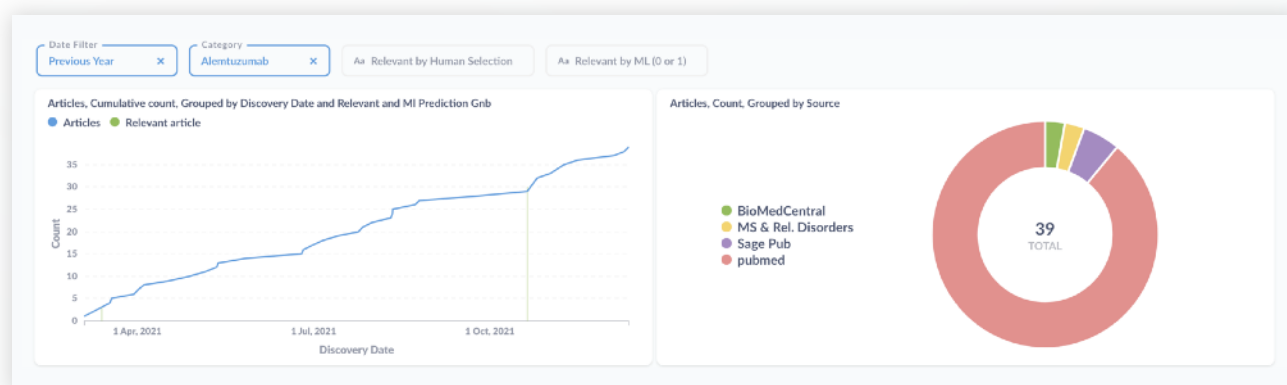 Date Filter
Previous Year ×
Category
Alemtuzumab ×
Aa Relevant by Human Selection
Aa Relevant by ML (0 or 1)
Articles, Cumulative count, Grouped by Discovery Date and Relevant and Ml Prediction Gnb
Articles
Relevant article
35
30
25
20
15
10
5
0
Count
1 Apr, 2021
1 Jul, 2021
1 Oct, 2021
Discovery Date
Articles, Count, Grouped by Source
BioMedCentral
MS & Rel. Disorders
Sage Pub
pubmed
39
TOTAL